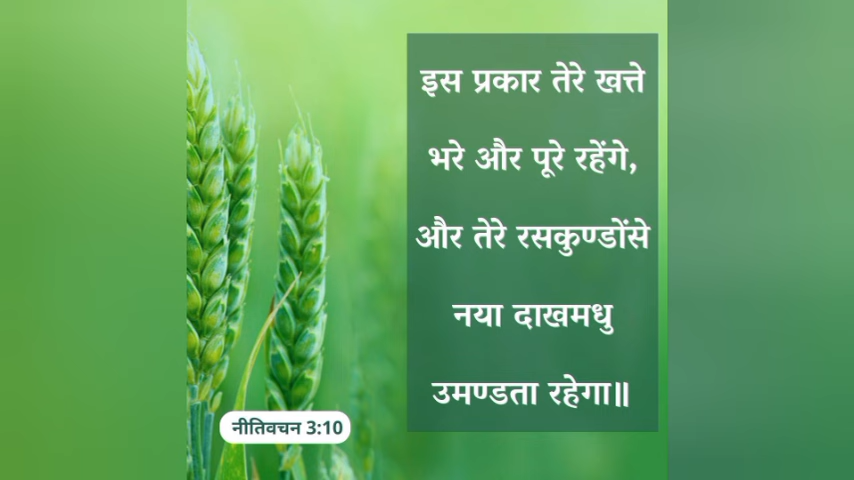 इस प्रकार तेरे खत्ते
भरे और पूरे रहेंगे,
और तेरे रसकुण्डोंसे
नया दाखमधु
उमण्डता रहेगा॥
नीतिवचन 3:10